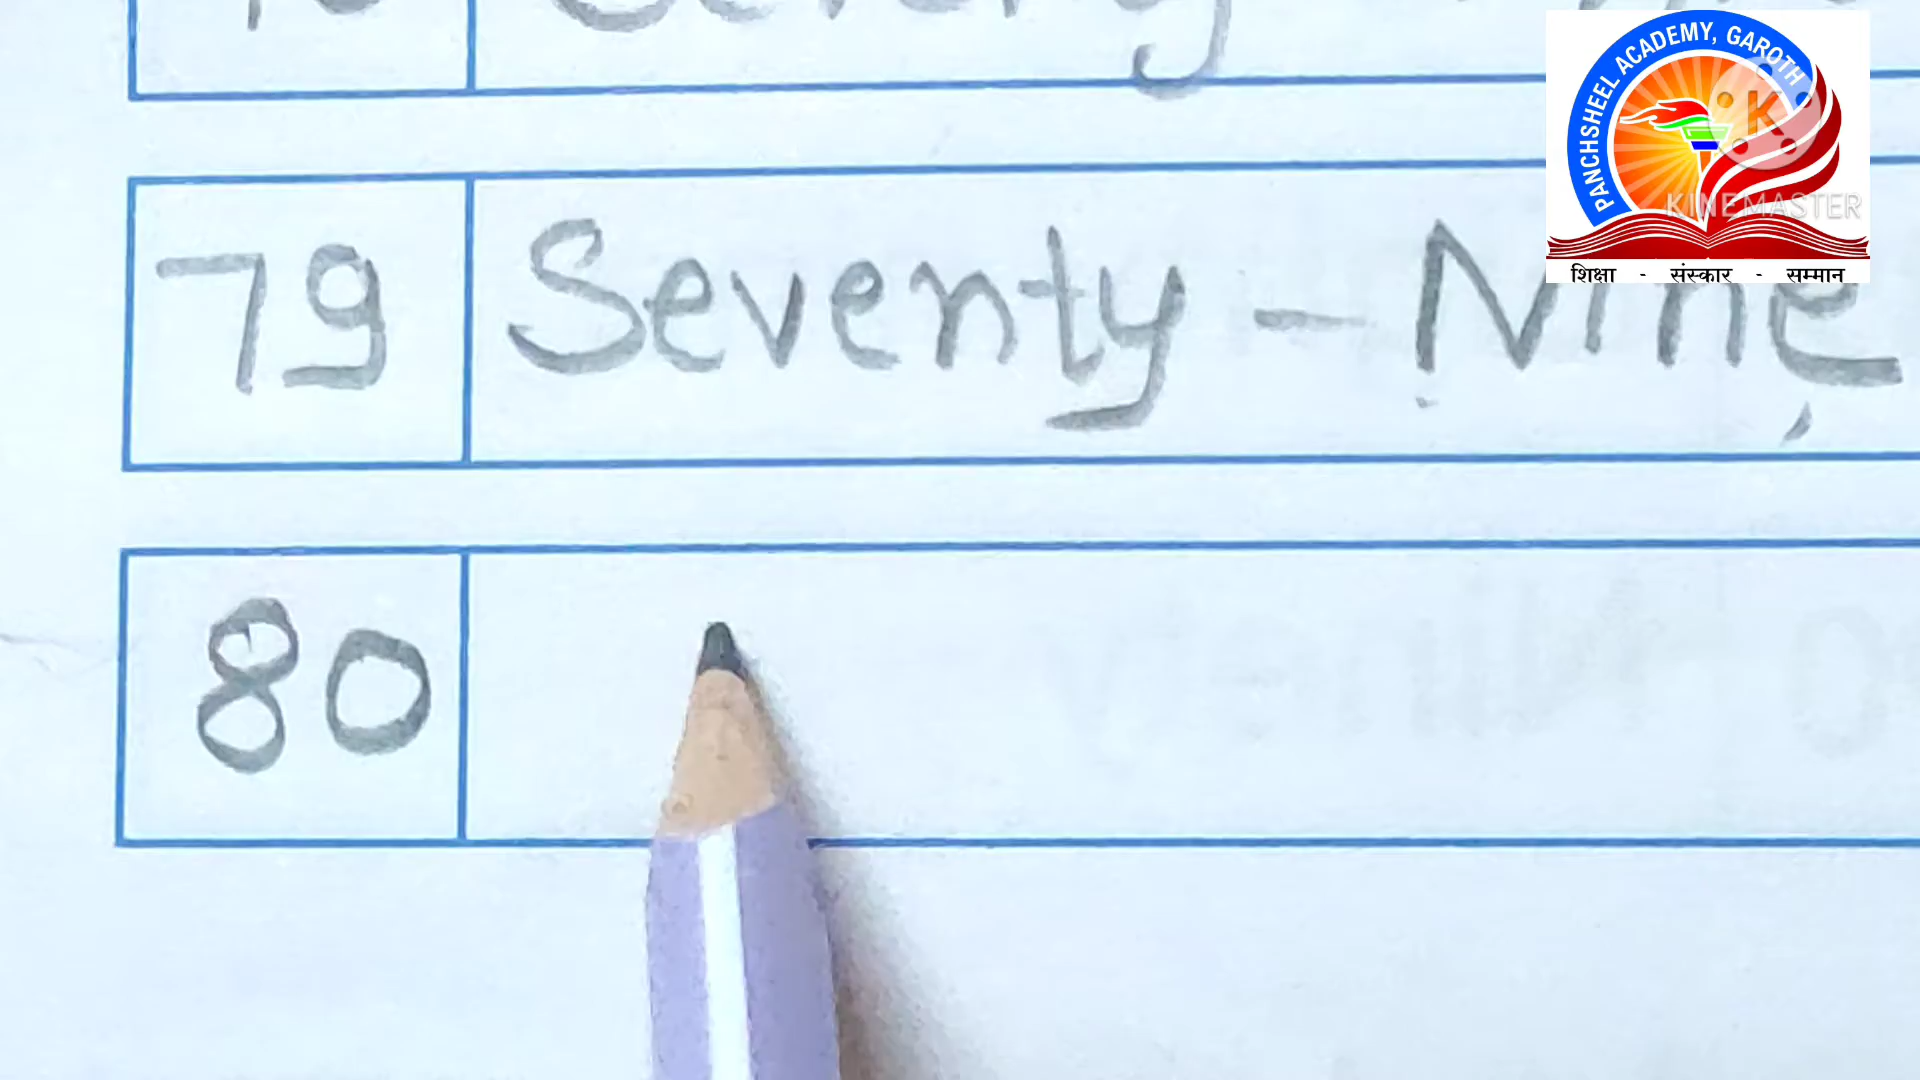 PANCHSHEEL ACADEMY, GAROTH
K
KINEMASTER
शिक्षा - संस्कार - सम्मान
79 Seventy - Nine
80